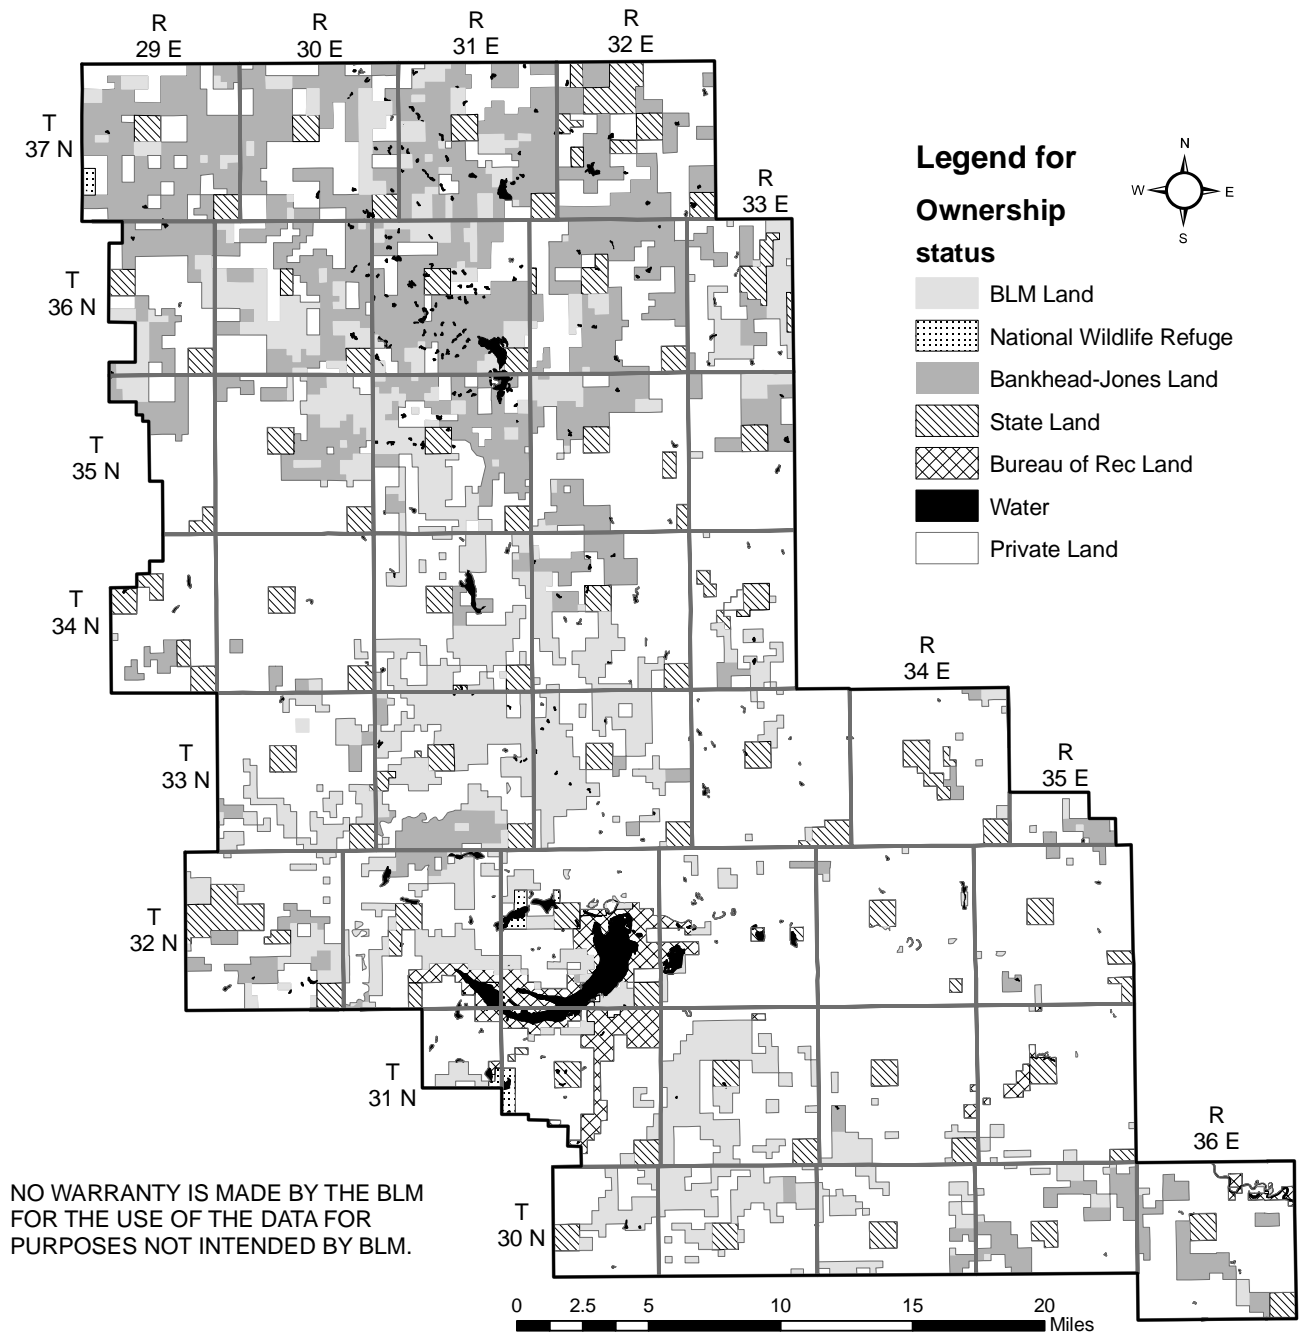 R
29 E
R
30 E
R
31 E
R
32 E
T
37 N
R
33 E
T
36 N
T
35 N
T
34 N
R
34 E
T
33 N
R
35 E
T
32 N
T
31 N
R
36 E
T
30 N
Legend for
Ownership
status
BLM Land
National Wildlife Refuge
Bankhead-Jones Land
State Land
Bureau of Rec Land
Water
Private Land
N
W
E
S
NO WARRANTY IS MADE BY THE BLM
FOR THE USE OF THE DATA FOR
PURPOSES NOT INTENDED BY BLM.
0 2.5 5 10 15 20
Miles